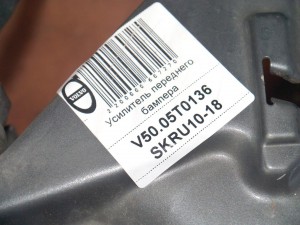 VOLVO
Усилитель переднего
бампера
V50.05T0136
SKRU10-18